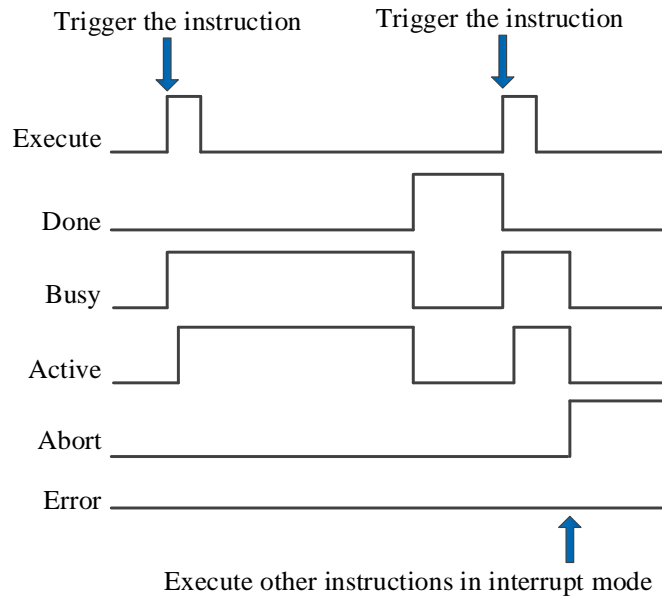 Trigger the instruction
Trigger the instruction
Execute
Done
Busy
Active
Abort
Error
Execute other instructions in interrupt mode